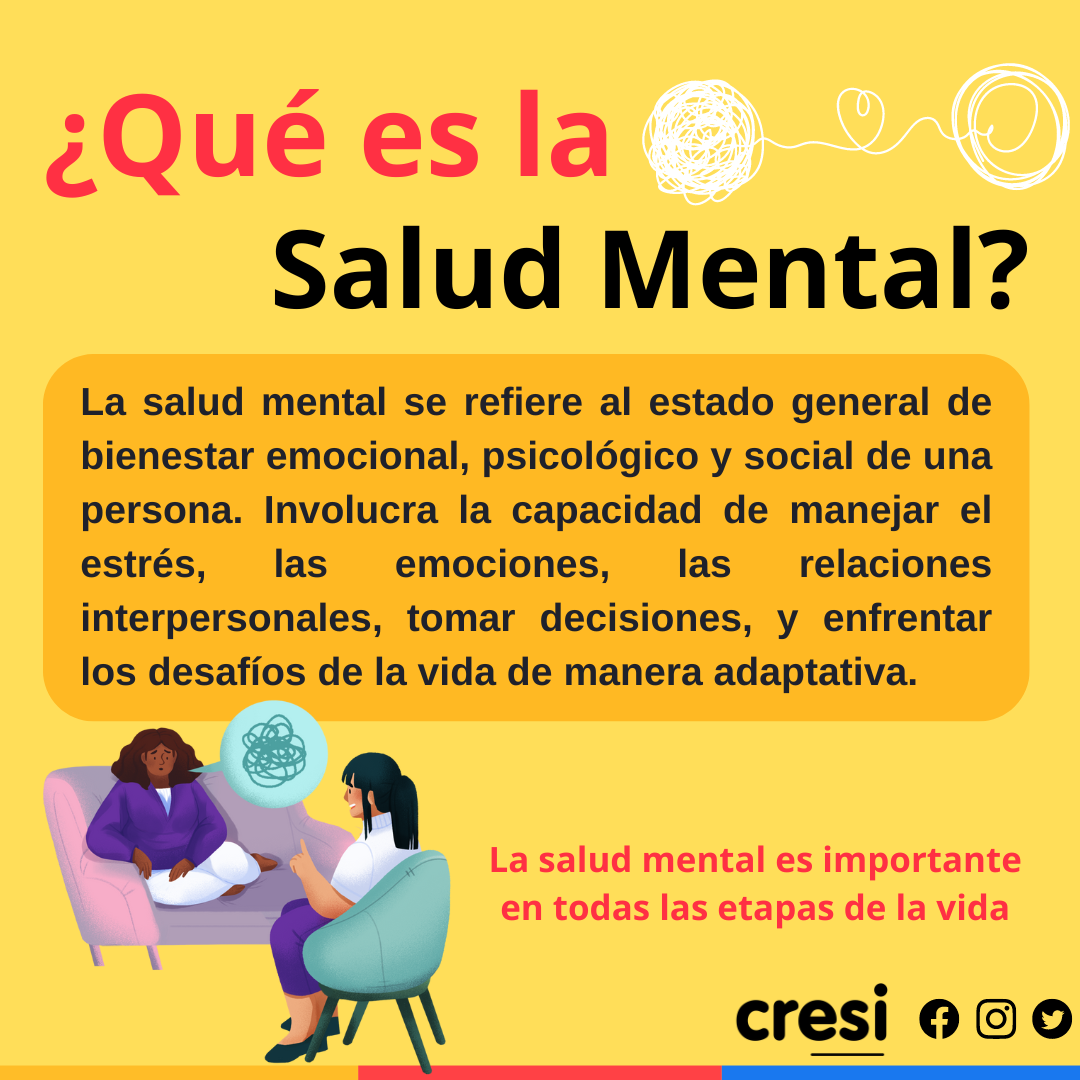 ¿Qué es la
Salud Mental?
La salud mental se refiere al estado general de
bienestar emocional, psicológico y social de una
persona. Involucra la capacidad de manejar el
estrés, las emociones, las relaciones
interpersonales, tomar decisiones, y enfrentar
los desafíos de la vida de manera adaptativa.
La salud mental es importante
en todas las etapas de la vida
cresi